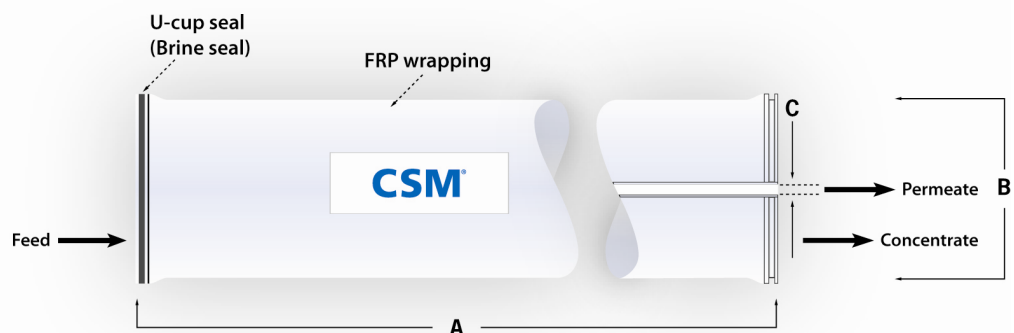 U-cup seal
(Brine seal)
FRP wrapping
C
CSM®
Permeate
B
Feed
Concentrate
A